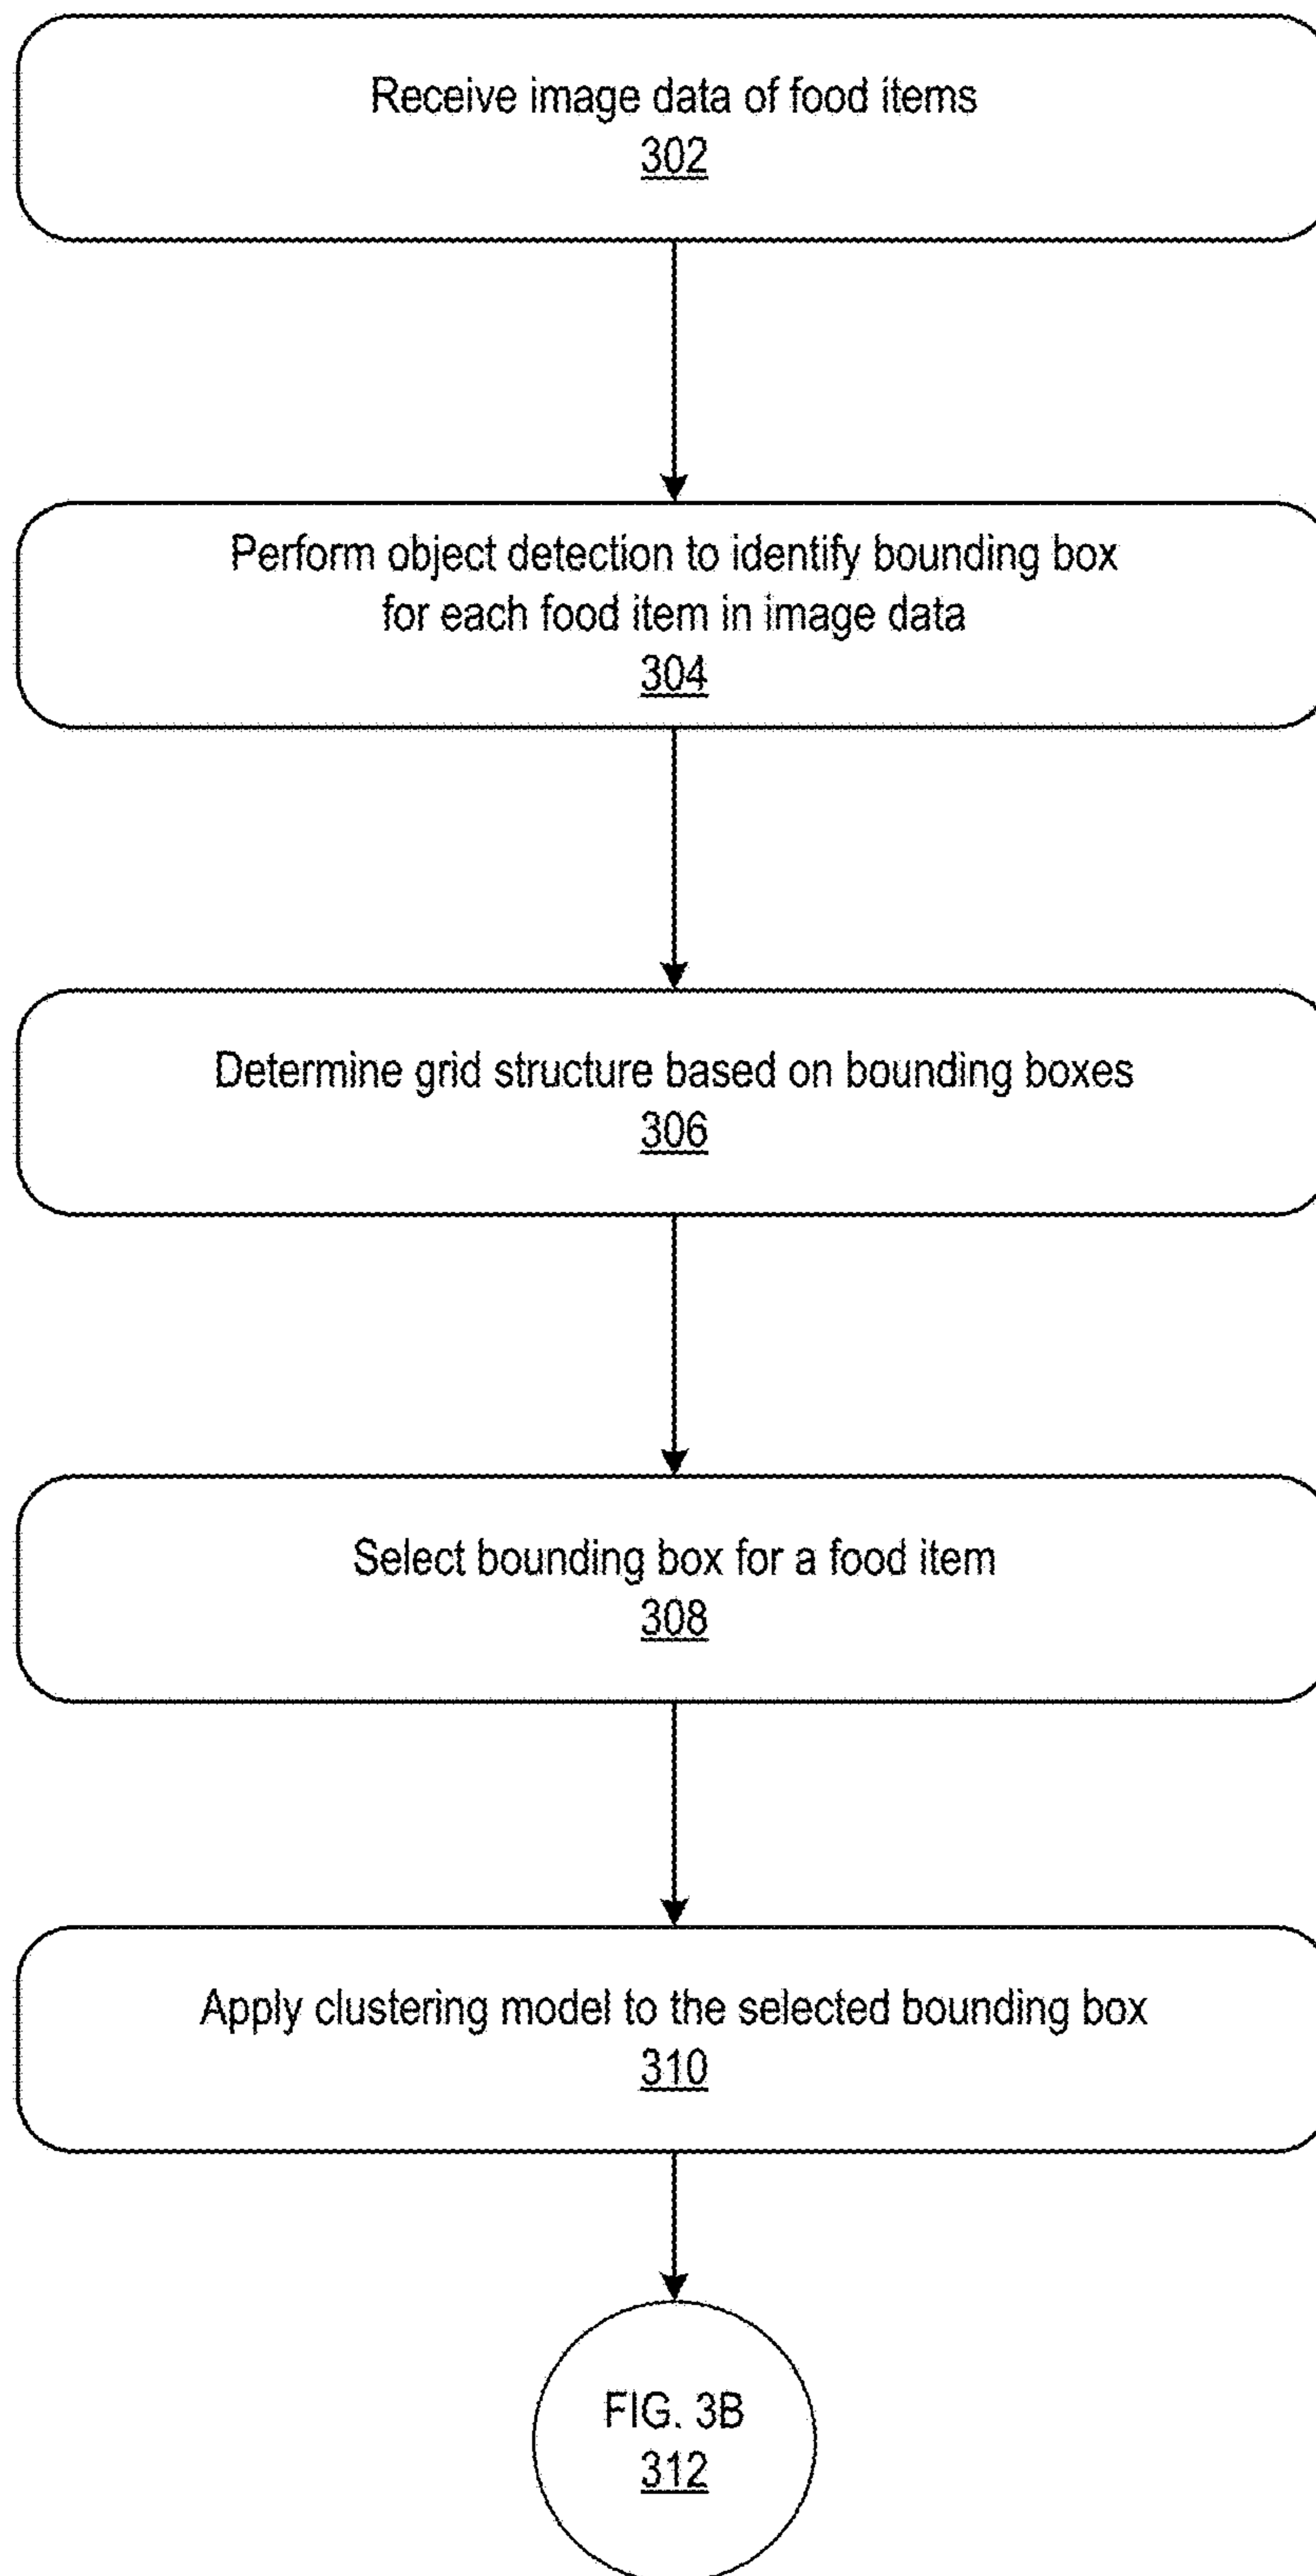 Receive image data of food items
302
Perform object detection to identify bounding box
for each food item in image data
304
Determine grid structure based on bounding boxes
306
Select bounding box for a food item
308
Apply clustering model to the selected bounding box
310
FIG. 3B
312